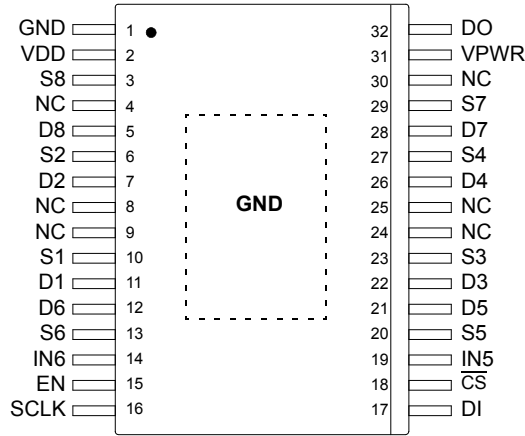 GND 1 32 DO
VDD 2 31 VPWR
S8 3 30 NC
NC 4 29 S7
D8 5 28 D7
S2 6 27 S4
D2 7 26 D4
NC 8 GND 25 NC
NC 9 24 NC
S1 10 23 S3
D1 11 22 D3
D6 12 21 D5
S6 13 20 S5
IN6 14 19 IN5
EN 15 18 C̅S̅
SCLK 16 17 DI